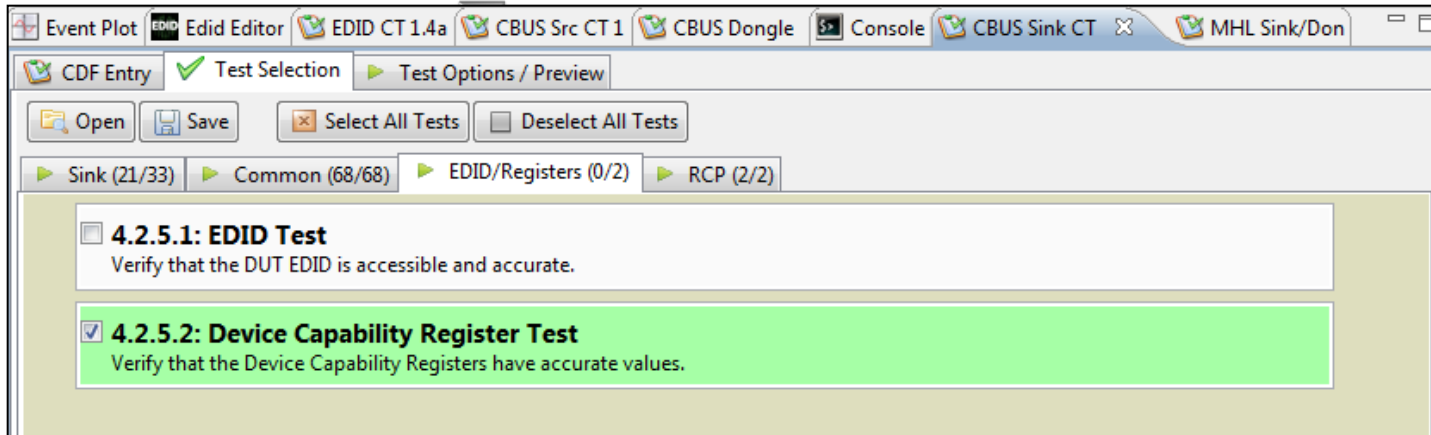 Event Plot EDID Edid Editor EDID CT 1.4a CBUS Src CT 1 CBUS Dongle Console CBUS Sink CT MHL Sink/Don
CDF Entry Test Selection Test Options / Preview
Open Save Select All Tests Deselect All Tests
Sink (21/33) Common (68/68) EDID/Registers (0/2) RCP (2/2)
4.2.5.1: EDID Test
Verify that the DUT EDID is accessible and accurate.
4.2.5.2: Device Capability Register Test
Verify that the Device Capability Registers have accurate values.